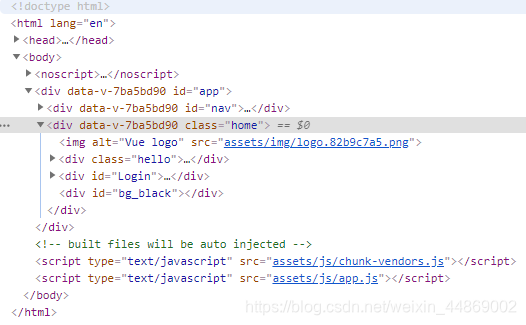 <!doctype html>
<html lang="en">
<head>…</head>
<body>
<noscript>…</noscript>
<div data-v-7ba5bd90 id="app">
<div data-v-7ba5bd90 id="nav">…</div>
… <div data-v-7ba5bd90 class="home"> == $0
<img alt="Vue logo" src="assets/img/logo.82b9c7a5.png">
<div class="hello">…</div>
<div id="Login">…</div>
<div id="bg_black"></div>
</div>
</div>
<!-- built files will be auto injected -->
<script type="text/javascript" src="assets/js/chunk-vendors.js"></script>
<script type="text/javascript" src="assets/js/app.js"></script>
</body>
</html>
https://blog.csdn.net/weixin_44869002